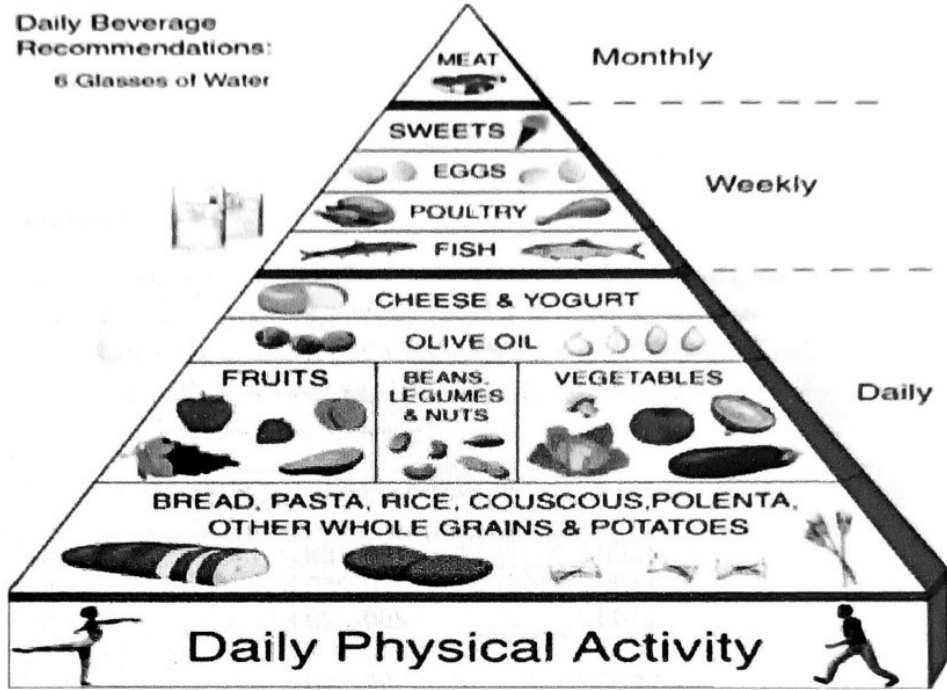 Daily Beverage
Recommendations:
6 Glasses of Water
MEAT
Monthly
SWEETS
EGGS
Weekly
POULTRY
FISH
CHEESE & YOGURT
OLIVE OIL
Daily
FRUITS
BEANS,
LEGUMES
& NUTS
VEGETABLES
BREAD, PASTA, RICE, COUSCOUS,POLENTA,
OTHER WHOLE GRAINS & POTATOES
Daily Physical Activity